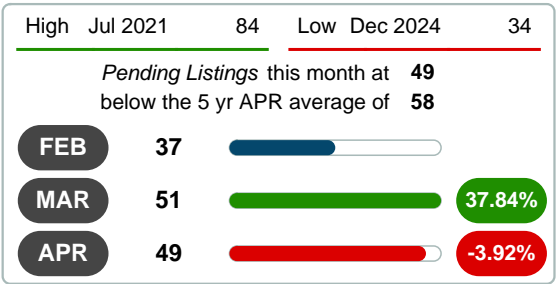 High Jul 2021 84 Low Dec 2024 34
Pending Listings this month at 49
below the 5 yr APR average of 58
FEB 37
MAR 51 37.84%
APR 49 -3.92%